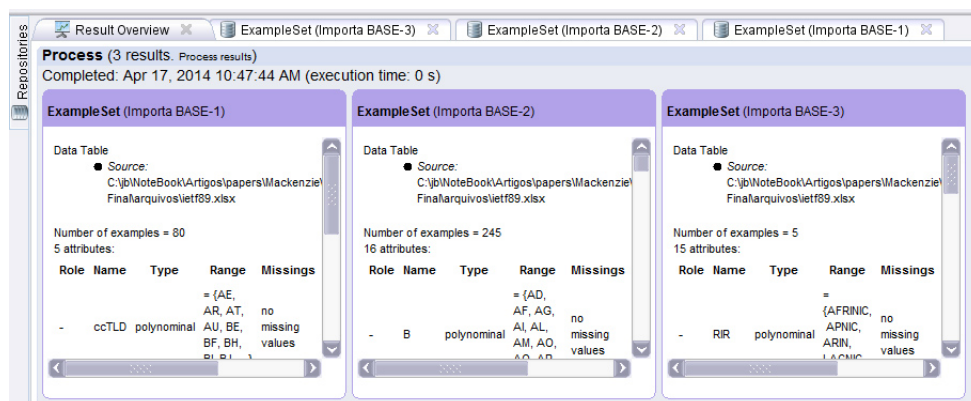 Repositories
Result Overview
ExampleSet (Importa BASE-3)
ExampleSet (Importa BASE-2)
ExampleSet (Importa BASE-1)
Process (3 results. Process results)
Completed: Apr 17, 2014 10:47:44 AM (execution time: 0 s)
ExampleSet (Importa BASE-1)
Data Table
Source:
C:\jb\NoteBook\Artigos\papers\Mackenzie\
Final\arquivos\ietf89.xlsx
Number of examples = 80
5 attributes:
Role Name Type Range Missings
= {AE,
AR, AT, no
- ccTLD polynominal AU, BE, missing
BF, BH, values
ExampleSet (Importa BASE-2)
Data Table
Source:
C:\jb\NoteBook\Artigos\papers\Mackenzie\
Final\arquivos\ietf89.xlsx
Number of examples = 245
16 attributes:
Role Name Type Range Missings
= {AD,
AF, AG, no
- B polynominal AI, AL, missing
AM, AO, values
ExampleSet (Importa BASE-3)
Data Table
Source:
C:\jb\NoteBook\Artigos\papers\Mackenzie\
Final\arquivos\ietf89.xlsx
Number of examples = 5
15 attributes:
Role Name Type Range Missings
=
{AFRINIC, no
- RIR polynominal APNIC, missing
ARIN, values
LACNIC